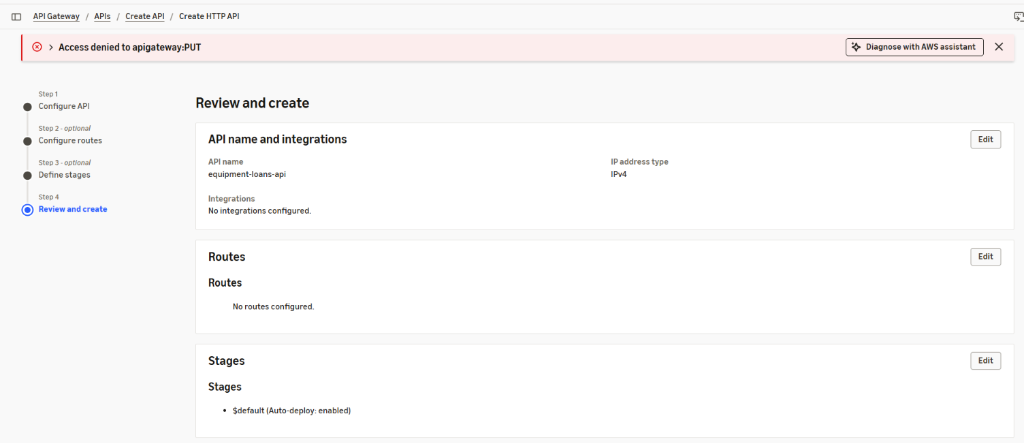 API Gateway / APIs / Create API / Create HTTP API
Access denied to apigateway:PUT
Diagnose with AWS assistant
Step 1
Configure API
Step 2 - optional
Configure routes
Step 3 - optional
Define stages
Step 4
Review and create
Review and create
API name and integrations
Edit
API name
IP address type
equipment-loans-api
IPv4
Integrations
No integrations configured.
Routes
Edit
Routes
No routes configured.
Stages
Edit
Stages
• $default (Auto-deploy: enabled)